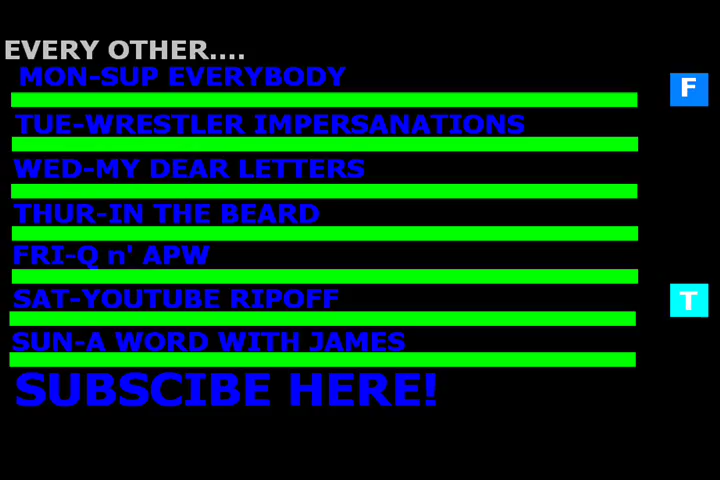 EVERY OTHER....
MON-SUP EVERYBODY
F
TUE-WRESTLER IMPERSANATIONS
WED-MY DEAR LETTERS
THUR-IN THE BEARD
FRI-Q n' APW
SAT-YOUTUBE RIPOFF
T
SUN-A WORD WITH JAMES
SUBSCIBE HERE!